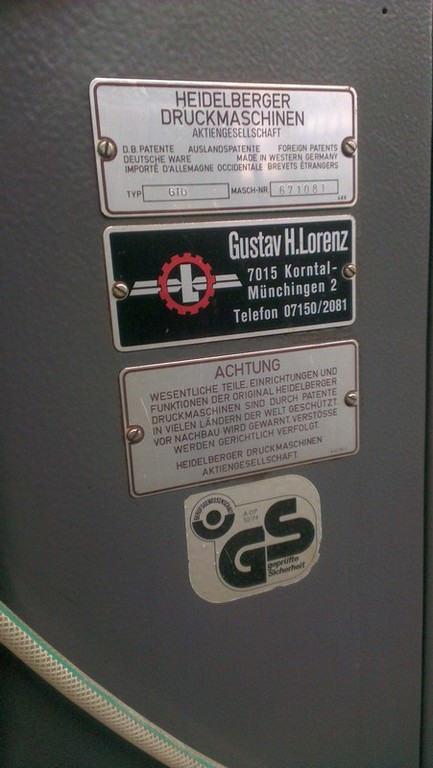 HEIDELBERGER
DRUCKMASCHINEN
AKTIENGESELLSCHAFT
D.B. PATENTE AUSLANDSPATENTE FOREIGN PATENTS
DEUTSCHE WARE MADE IN WESTERN GERMANY
IMPORTÉ D'ALLEMAGNE OCCIDENTALE BREVETS ÉTRANGERS
TYP GTO MASCH-NR. 671081
Gustav H. Lorenz
7015 Korntal-
Münchingen 2
Telefon 07150/2081
L
ACHTUNG
WESENTLICHE TEILE, EINRICHTUNGEN UND
FUNKTIONEN DER ORIGINAL HEIDELBERGER
DRUCKMASCHINEN SIND DURCH PATENTE
IN VIELEN LÄNDERN DER WELT GESCHÜTZT
VOR NACHBAU WIRD GEWARNT. VERSTÖSSE
WERDEN GERICHTLICH VERFOLGT.
HEIDELBERGER DRUCKMASCHINEN
AKTIENGESELLSCHAFT
BERUFSGENOSSENSCHAFT
GS
geprüfte
Sicherheit